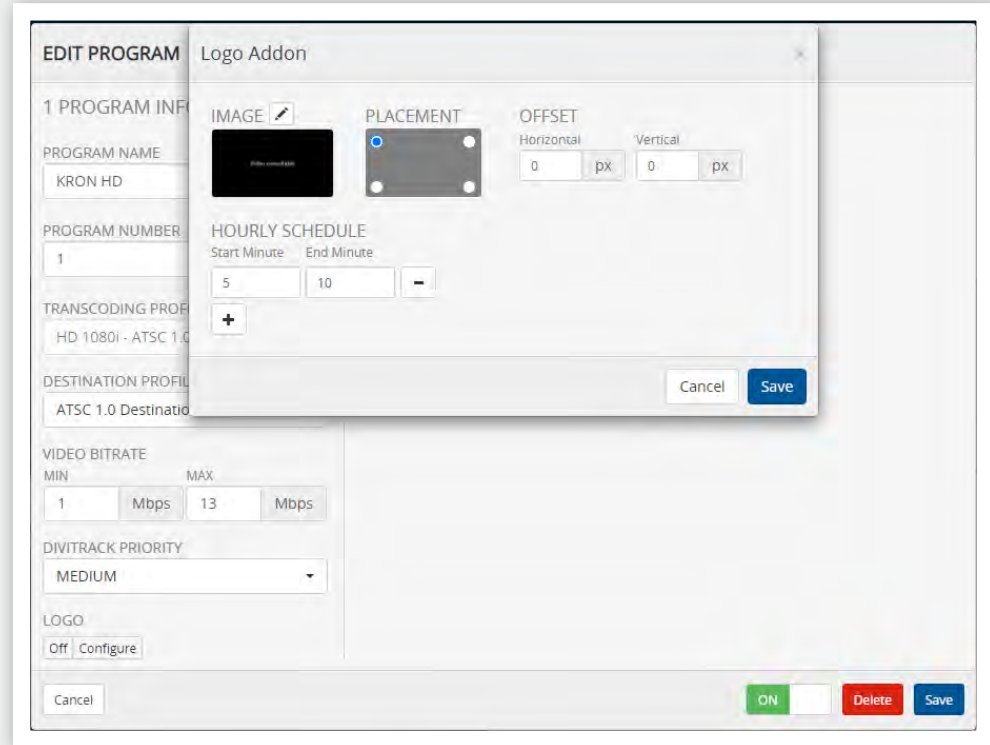 EDIT PROGRAM
Logo Addon
×
1 PROGRAM INF
IMAGE
PLACEMENT
OFFSET
Horizontal
Vertical
0 px
0 px
PROGRAM NAME
KRON HD
PROGRAM NUMBER
1
HOURLY SCHEDULE
Start Minute
End Minute
5
10
-
+
TRANSCODING PROF
HD 1080i - ATSC 1.0
DESTINATION PROFIL
ATSC 1.0 Destinatio
Cancel
Save
VIDEO BITRATE
MIN
MAX
1 Mbps
13 Mbps
DIVITRACK PRIORITY
MEDIUM
LOGO
Off Configure
Cancel
ON
Delete
Save